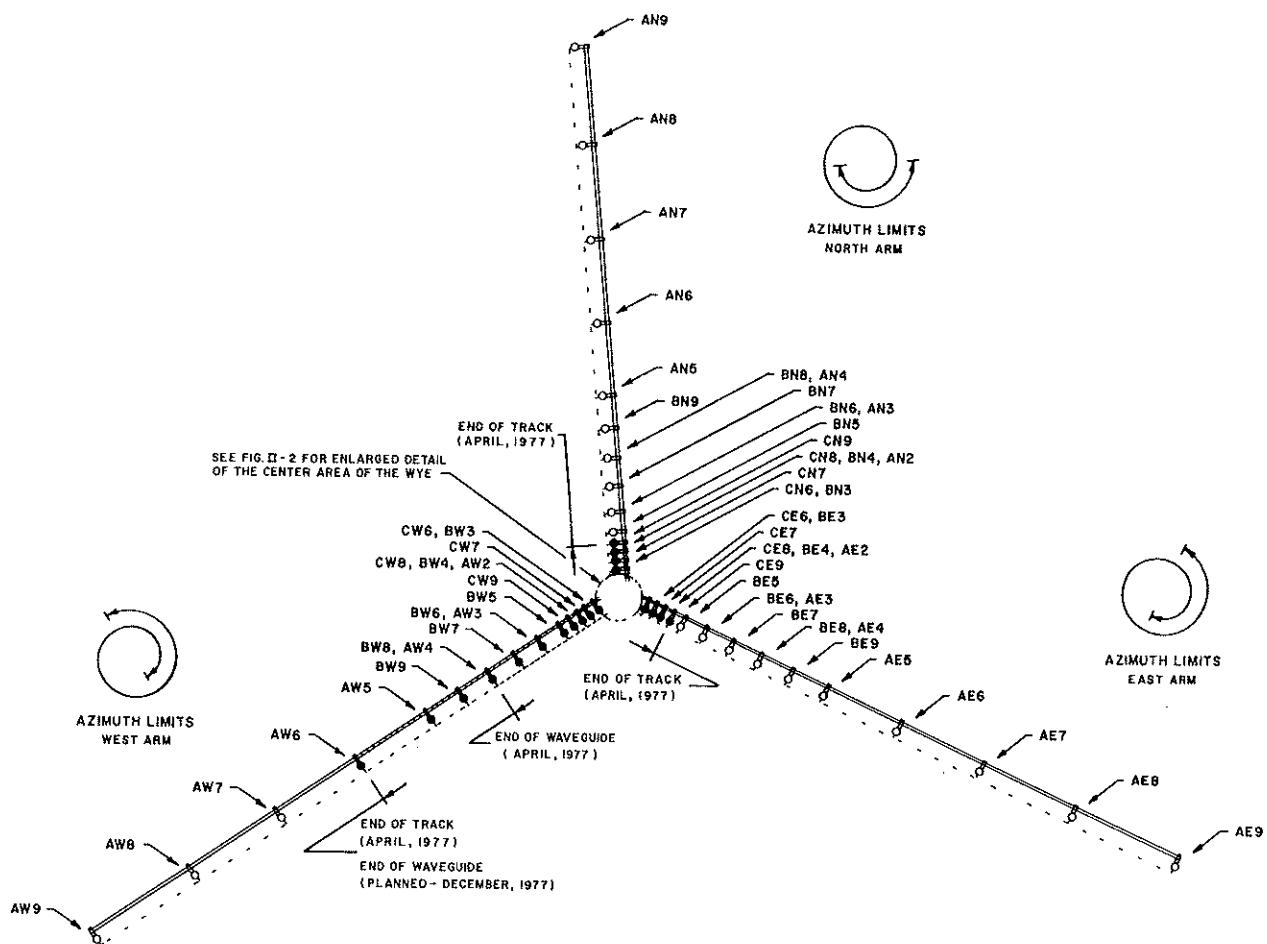 AN9
AN8
AZIMUTH LIMITS
NORTH ARM
AN7
AN6
AN5
BN9
BN8, AN4
BN7
BN6, AN3
BN5
CN9
CN8, BN4, AN2
CN7
CN6, BN3
END OF TRACK
(APRIL, 1977)
SEE FIG. II-2 FOR ENLARGED DETAIL
OF THE CENTER AREA OF THE WYE
CW6, BW3
CW7
CW8, BW4, AW2
CW9
BW5
BW6, AW3
BW7
BW8, AW4
BW9
AW5
AW6
AW7
AW8
AW9
AZIMUTH LIMITS
WEST ARM
CE6, BE3
CE7
CE8, BE4, AE2
CE9
BE5
BE6, AE3
BE7
BE8, AE4
BE9
AE5
AE6
AE7
AE8
AE9
AZIMUTH LIMITS
EAST ARM
END OF TRACK
(APRIL, 1977)
END OF WAVEGUIDE
(APRIL, 1977)
END OF TRACK
(APRIL, 1977)
END OF WAVEGUIDE
(PLANNED - DECEMBER, 1977)